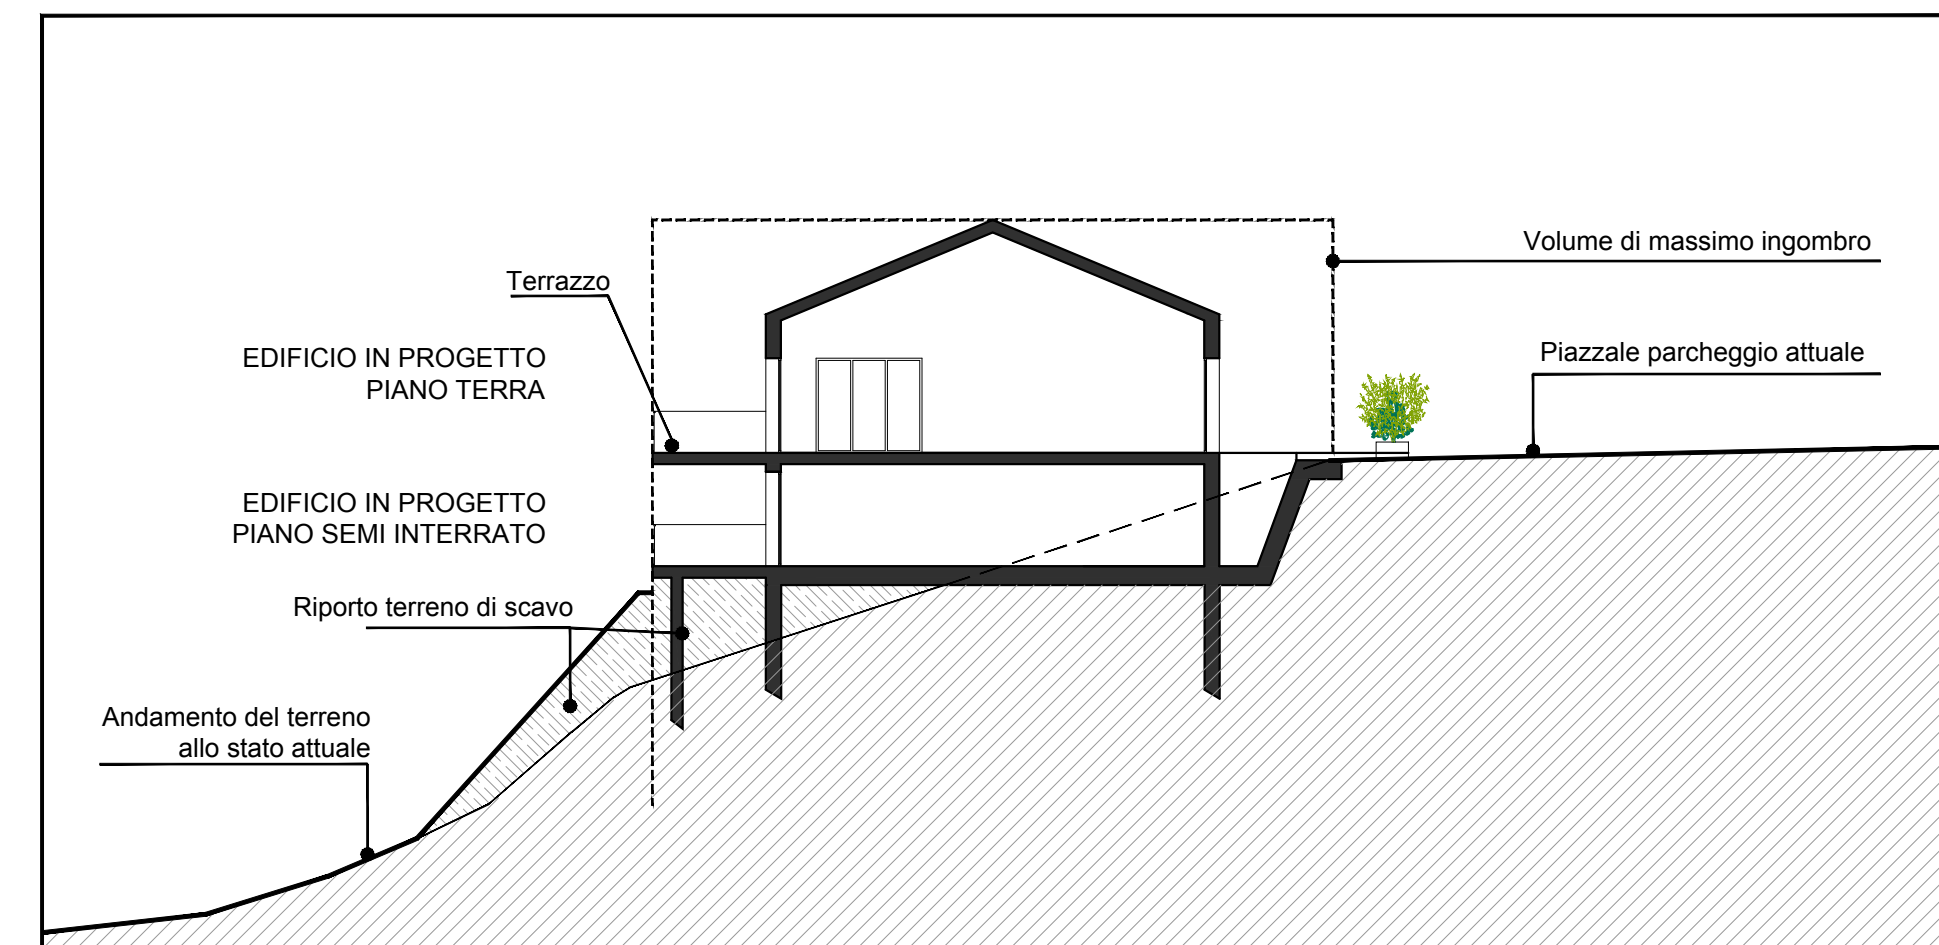 Volume di massimo ingombro
Terrazzo
EDIFICIO IN PROGETTO
PIANO TERRA
Piazzale parcheggio attuale
EDIFICIO IN PROGETTO
PIANO SEMI INTERRATO
Riporto terreno di scavo
Andamento del terreno
allo stato attuale